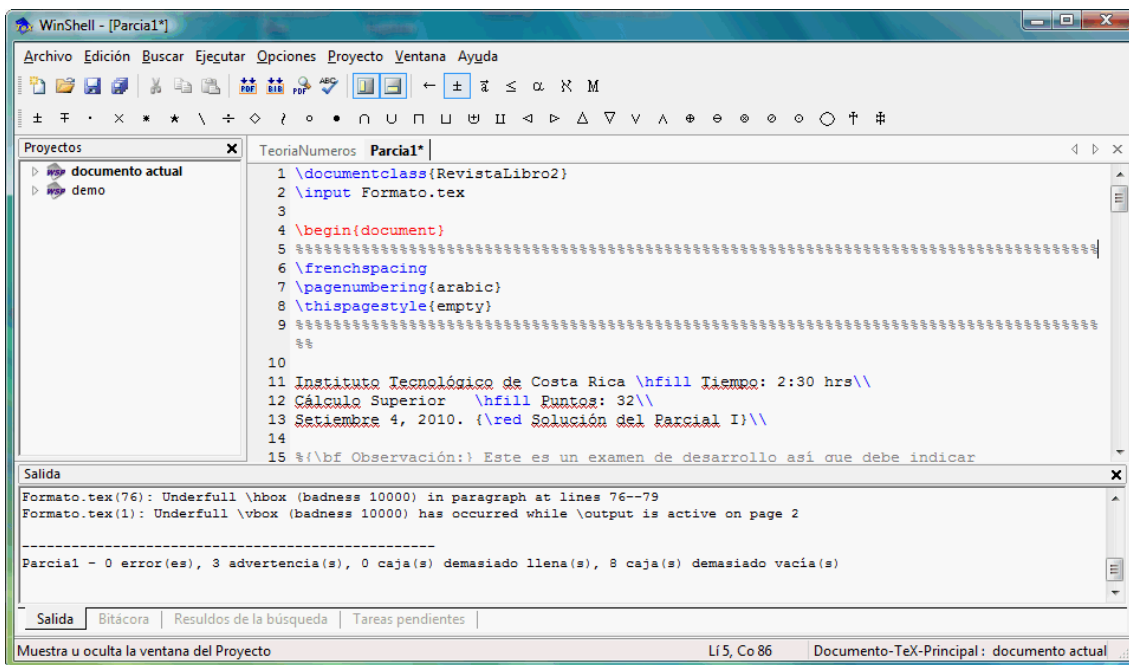 WinShell - [Parcia1*]
Archivo Edición Buscar Ejecutar Opciones Proyecto Ventana Ayuda
Proyectos
documento actual
demo
TeoriaNumeros Parcia1*
1 \documentclass{RevistaLibro2}
2 \input Formato.tex
3
4 \begin{document}
5 %%%%%%%%%%%%%%%%%%%%%%%%%%%%%%%%%%%%%%%%%%%%%%%%%%%%%%%%%%%%%%%%%%%%%%%%%%%%%%%%%%%%%%%
6 \frenchspacing
7 \pagenumbering{arabic}
8 \thispagestyle{empty}
9 %%%%%%%%%%%%%%%%%%%%%%%%%%%%%%%%%%%%%%%%%%%%%%%%%%%%%%%%%%%%%%%%%%%%%%%%%%%%%%%%%%%%%%%
%%
10
11 Instituto Tecnológico de Costa Rica \hfill Tiempo: 2:30 hrs\\
12 Cálculo Superior   \hfill Puntos: 32\\
13 Setiembre 4, 2010. {\red Solución del Parcial I}\\
14
15 %{\bf Observación:} Este es un examen de desarrollo así que debe indicar
Salida
Formato.tex(76): Underfull \hbox (badness 10000) in paragraph at lines 76--79
Formato.tex(1): Underfull \vbox (badness 10000) has occurred while \output is active on page 2
--------------------------------------------------
Parcia1 - 0 error(es), 3 advertencia(s), 0 caja(s) demasiado llena(s), 8 caja(s) demasiado vacía(s)
Salida Bitácora Resuldos de la búsqueda Tareas pendientes
Muestra u oculta la ventana del Proyecto Lí 5, Co 86 Documento-TeX-Principal : documento actual